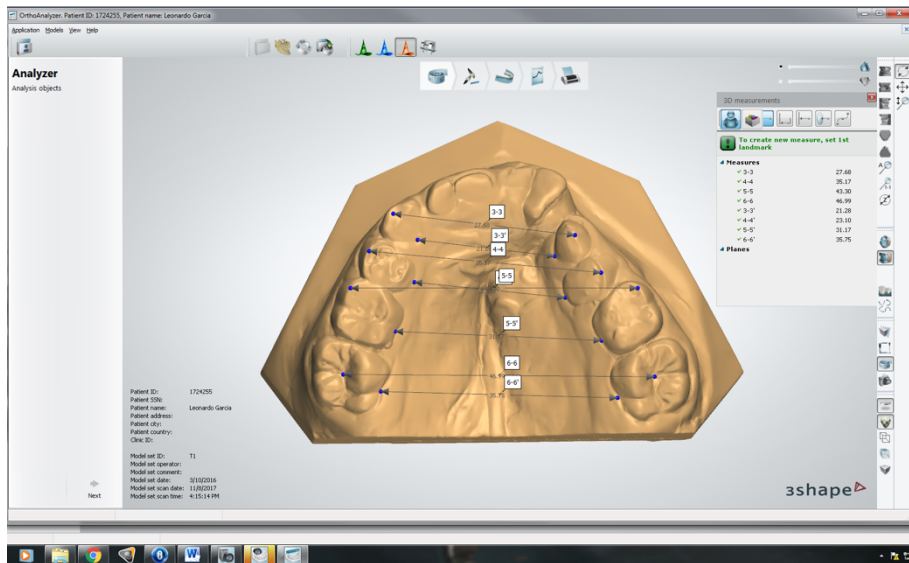 OrthoAnalyzer. Patient ID: 1724255, Patient name: Leonardo Garcia
Application Models View Help
Analyzer
Analysis objects
3D measurements
To create new measure, set 1st
landmark
Measures
3-3 27.68
4-4 35.17
5-5 43.30
6-6 46.99
3-3' 21.28
4-4' 23.10
5-5' 31.17
6-6' 35.75
Planes
3-3
27.68
3-3'
4-4
5-5
5-5'
6-6
46.99
6-6'
35.75
Patient ID: 1724255
Patient SSN:
Patient name: Leonardo Garcia
Patient address:
Patient city:
Patient country:
Clinic ID:
Model set ID: T1
Model set operator:
Model set comment:
Model set date: 3/10/2016
Model set scan date: 11/8/2017
Model set scan time: 4:15:14 PM
Next
3shape